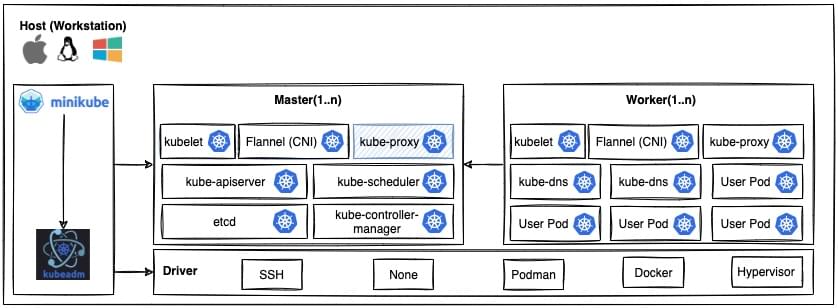 Host (Workstation)
minikube
kubeadm
Master(1..n)
kubelet
Flannel (CNI)
kube-proxy
kube-apiserver
kube-scheduler
etcd
kube-controller-
manager
Worker(1..n)
kubelet
Flannel (CNI)
kube-proxy
kube-dns
kube-dns
User Pod
User Pod
User Pod
User Pod
Driver
SSH
None
Podman
Docker
Hypervisor